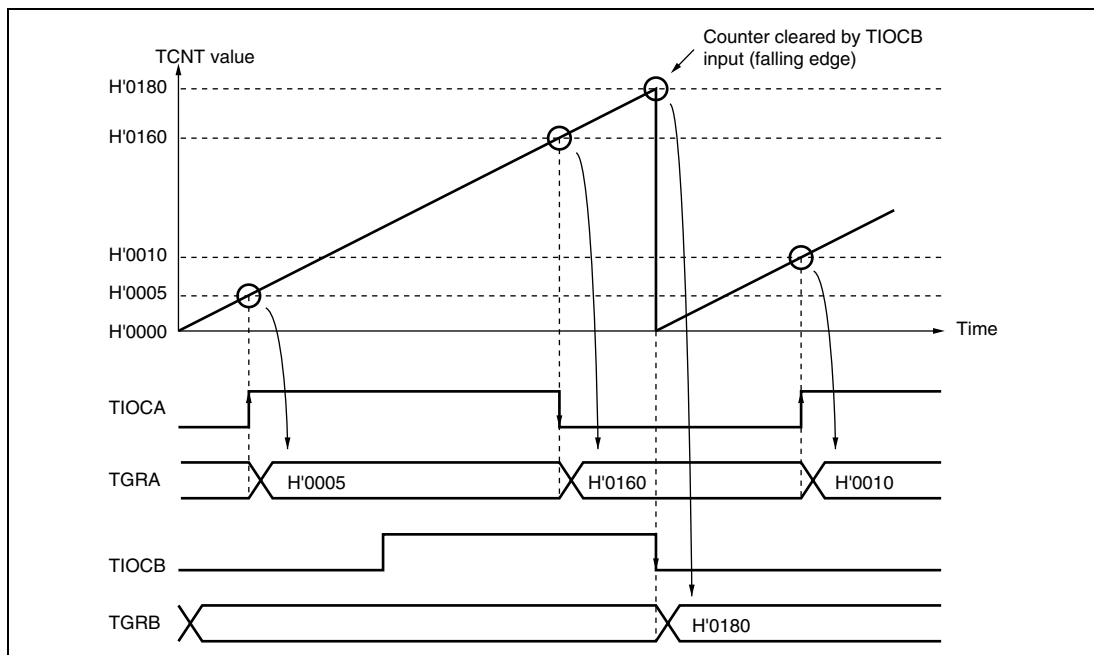 Counter cleared by TIOCB
input (falling edge)
TCNT value
H'0180
H'0160
H'0010
H'0005
H'0000
Time
TIOCA
TGRA
H'0005
H'0160
H'0010
TIOCB
TGRB
H'0180